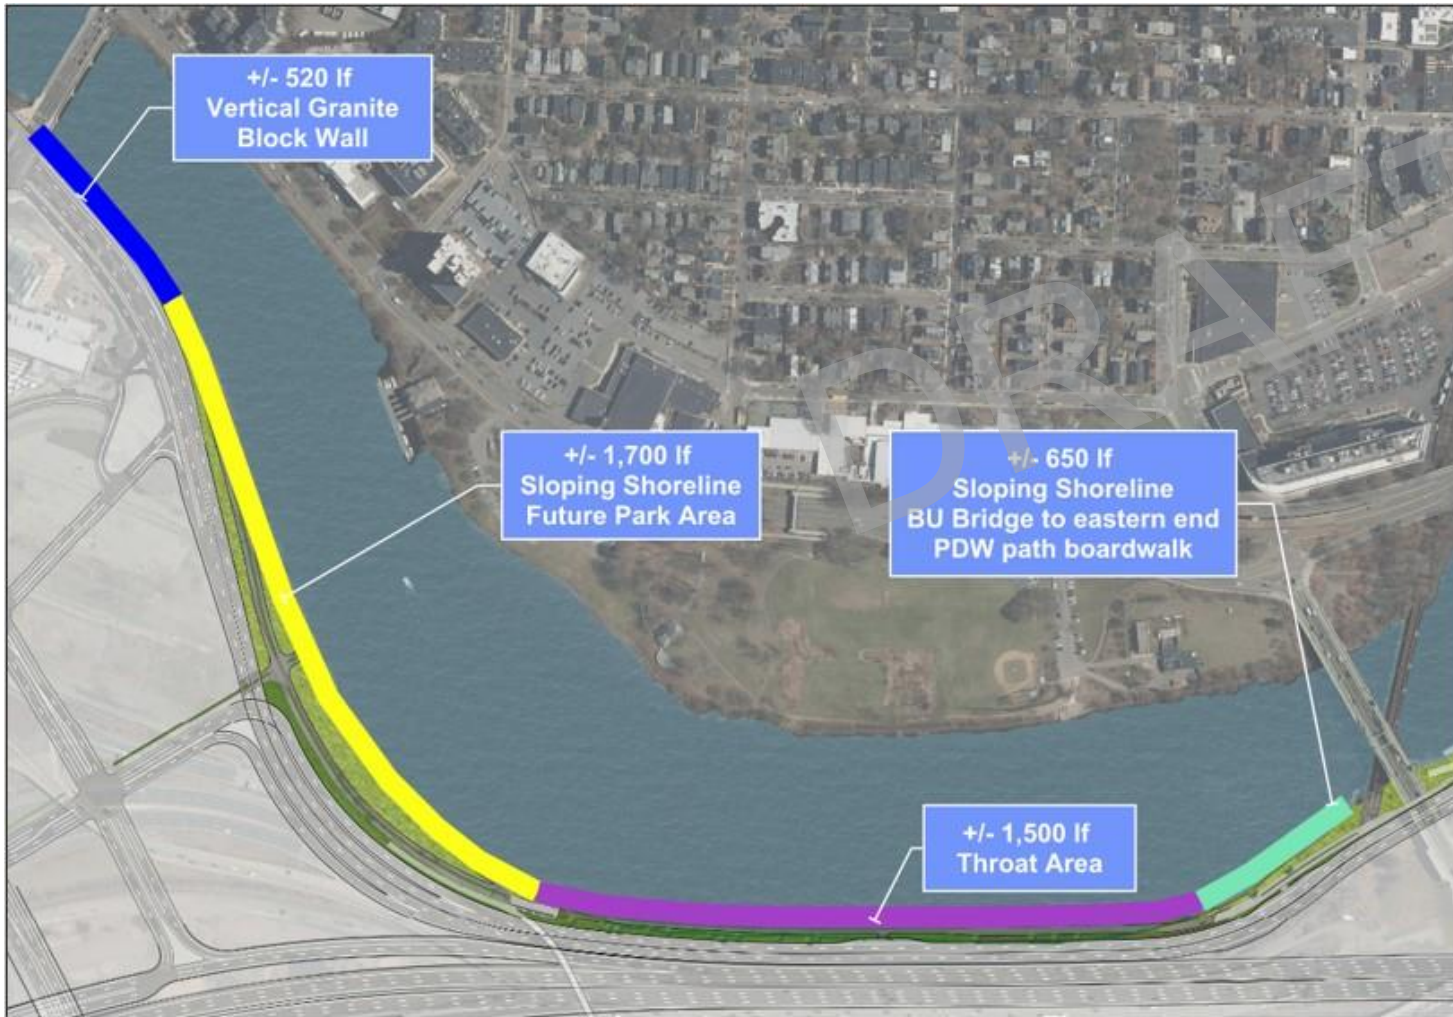 +/- 520 lf
Vertical Granite
Block Wall
+/- 1,700 lf
Sloping Shoreline
Future Park Area
+/- 650 lf
Sloping Shoreline
BU Bridge to eastern end
PDW path boardwalk
+/- 1,500 lf
Throat Area
DRAF